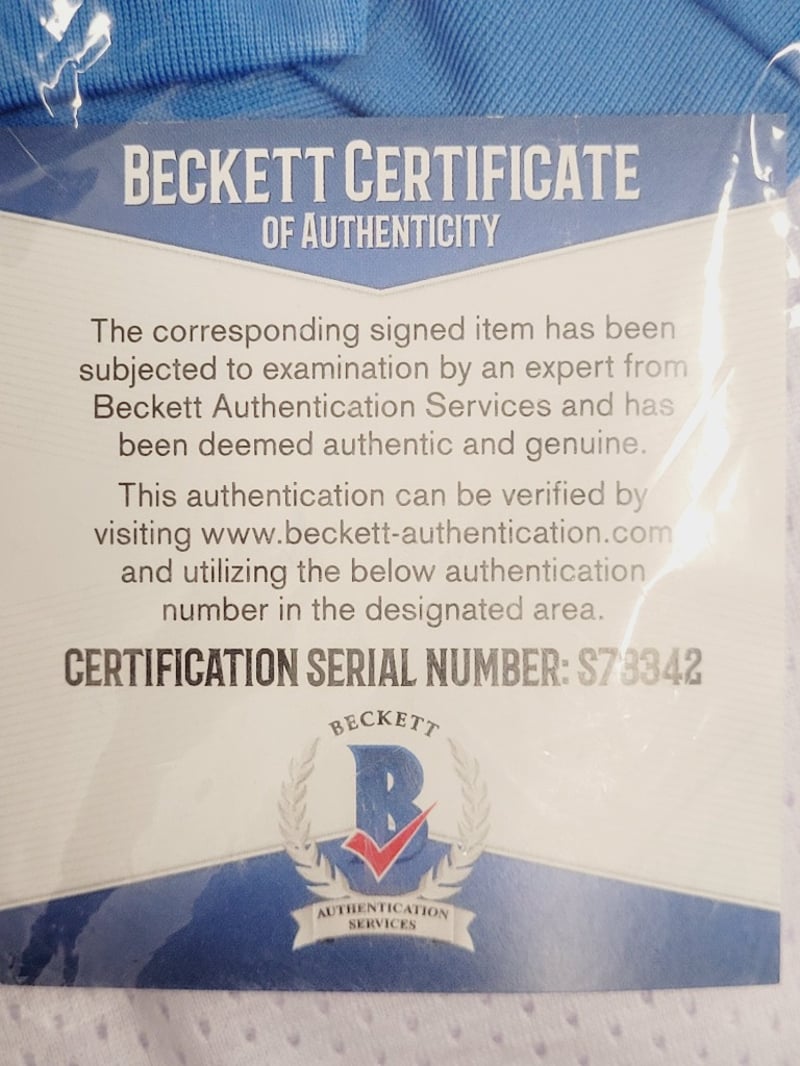 BECKETT CERTIFICATE
OF AUTHENTICITY
The corresponding signed item has been
subjected to examination by an expert from
Beckett Authentication Services and has
been deemed authentic and genuine.
This authentication can be verified by
visiting www.beckett-authentication.com
and utilizing the below authentication
number in the designated area.
CERTIFICATION SERIAL NUMBER: S73342
BECKETT
B
AUTHENTICATION
SERVICES